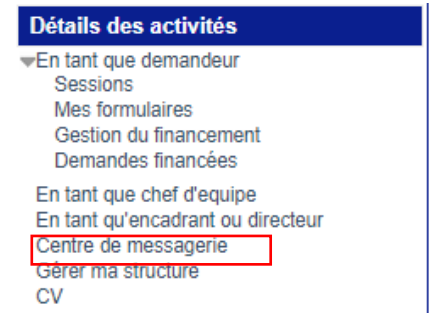 Détails des activités
En tant que demandeur
Sessions
Mes formulaires
Gestion du financement
Demandes financées
En tant que chef d'equipe
En tant qu'encadrant ou directeur
Centre de messagerie
Gérer ma structure
CV